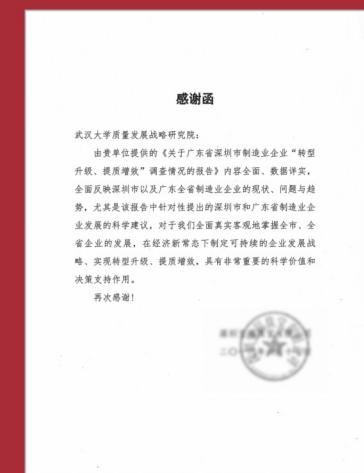 感谢函
武汉大学质量发展战略研究院：
由贵单位提供的《关于广东省深圳市制造业企业“转型
升级、提质增效”调查情况的报告》内容全面、数据详实，
全面反映深圳市以及广东全省制造业企业的现状、问题与趋
势，尤其是该报告中针对性提出的深圳市和广东省制造业企
业发展的科学建议，对于我们全面真实客观地掌握全市、全
省企业的发展，在经济新常态下制定可持续的企业发展战
略、实现转型升级、提质增效，具有非常重要的科学价值和
决策支持作用。
再次感谢！